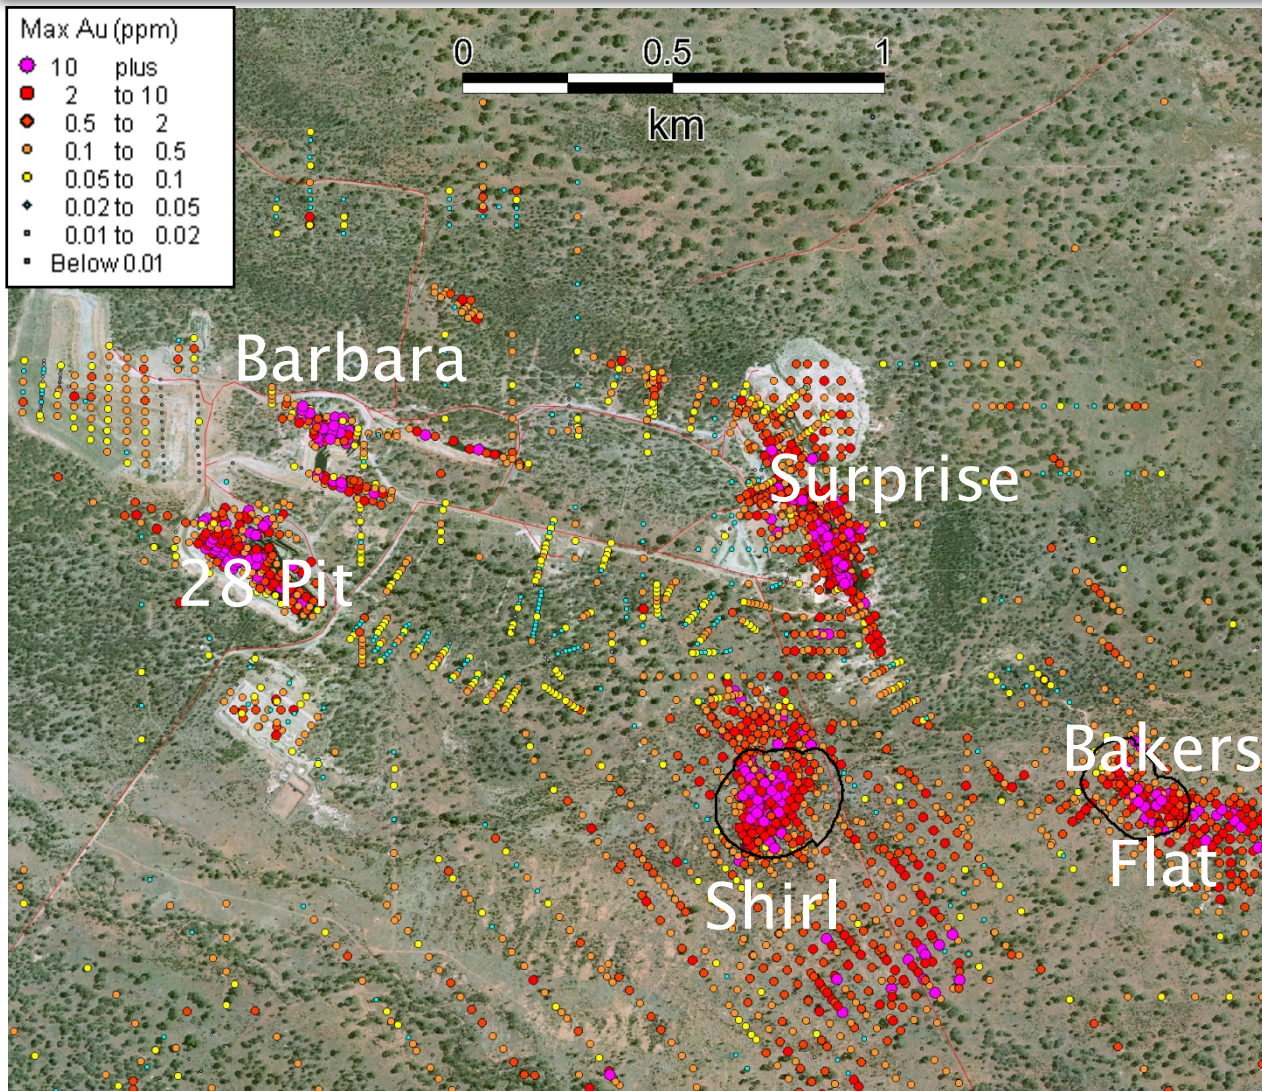 Max Au (ppm)
10 plus
2 to 10
0.5 to 2
0.1 to 0.5
0.05 to 0.1
0.02 to 0.05
0.01 to 0.02
Below 0.01
0 0.5 1
km
Barbara
Surprise
28 Pit
Bakers
Flat
Shirl